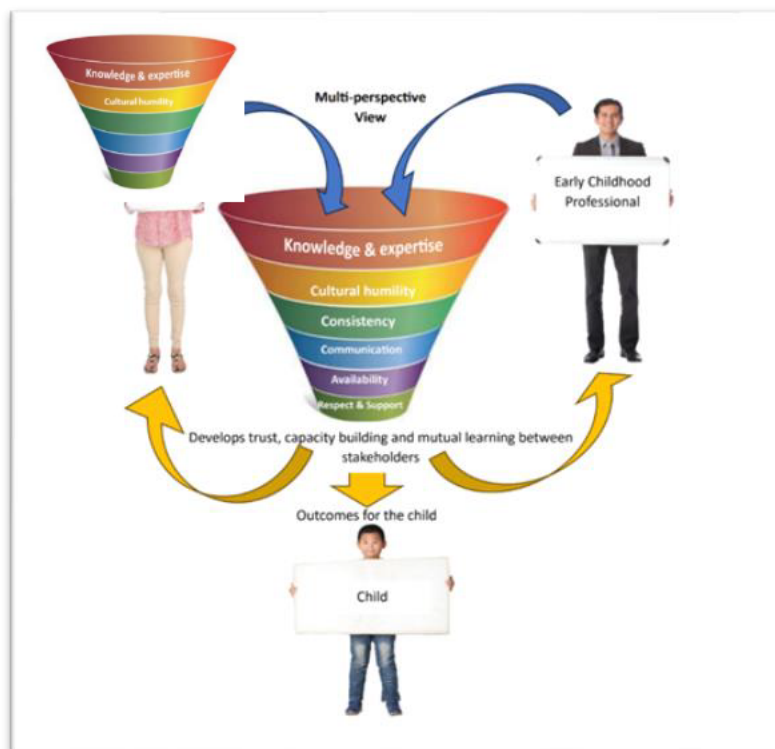 Knowledge & expertise
Cultural humility
Multi-perspective
View
Early Childhood
Professional
Knowledge & expertise
Cultural humility
Consistency
Communication
Availability
Respect & Support
Develops trust, capacity building and mutual learning between
stakeholders
Outcomes for the child
Child